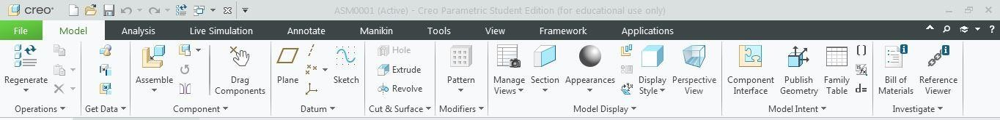 creo®
ASM0001 (Active) - Creo Parametric Student Edition (for educational use only)
File Model Analysis Live Simulation Annotate Manikin Tools View Framework Applications
Regenerate
Operations
Get Data
Assemble
Drag Components
Component
Plane
Sketch
Datum
Hole
Extrude
Revolve
Cut & Surface
Pattern
Modifiers
Manage Views
Section
Appearances
Display Style
Perspective View
Model Display
Component Interface
Publish Geometry
Family Table
d=
Model Intent
Bill of Materials
Reference Viewer
Investigate